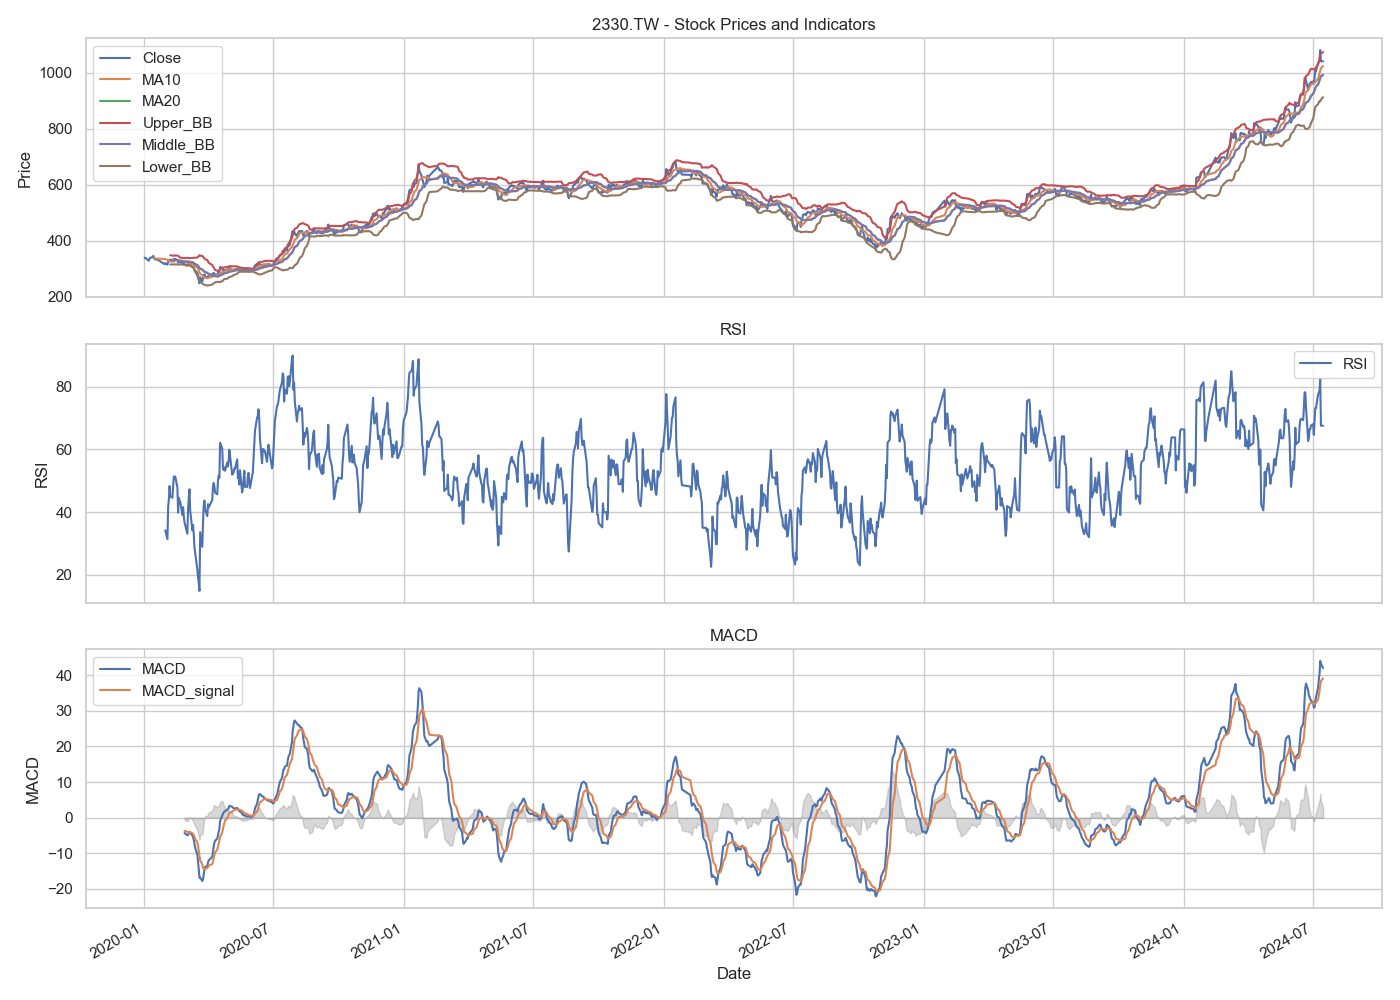 2330.TW - Stock Prices and Indicators
Close
MA10
MA20
Upper_BB
Middle_BB
Lower_BB
Price
1000
800
600
400
200
RSI
RSI
RSI
80
60
40
20
MACD
MACD
MACD_signal
MACD
40
30
20
10
0
−10
−20
2020-01
2020-07
2021-01
2021-07
2022-01
2022-07
2023-01
2023-07
2024-01
2024-07
Date